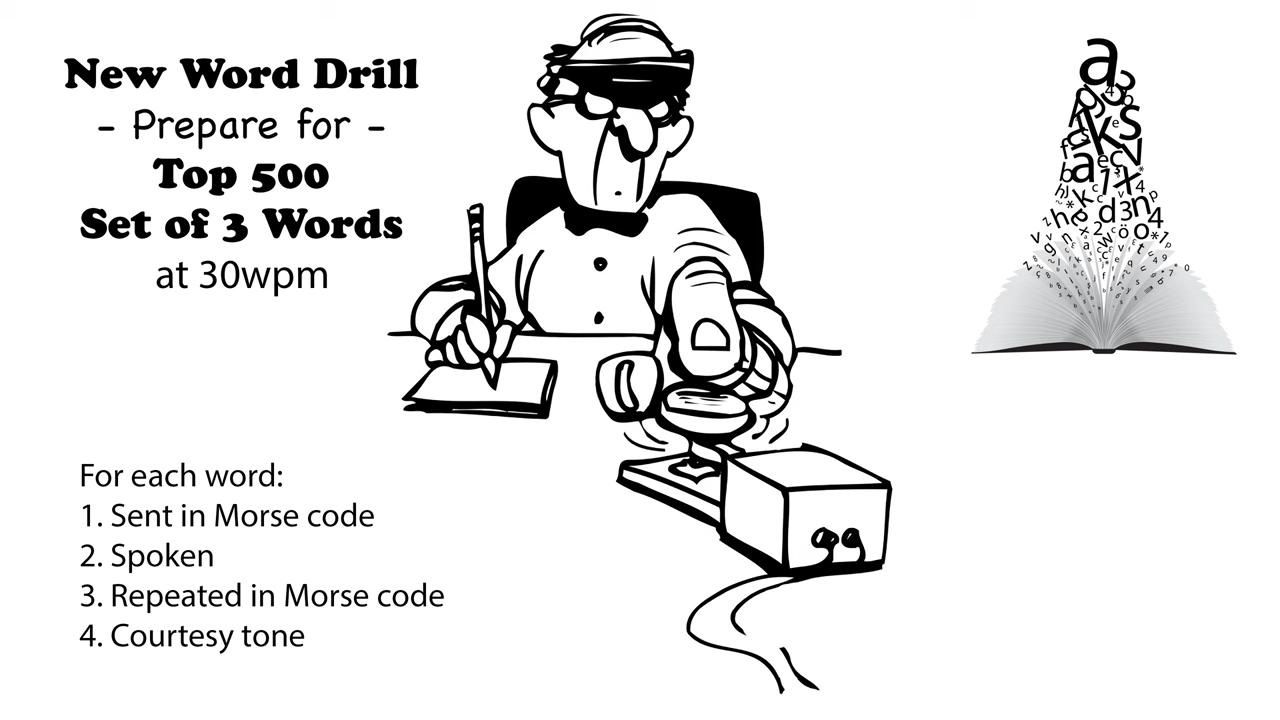 New Word Drill
- Prepare for -
Top 500
Set of 3 Words
at 30wpm
For each word:
1. Sent in Morse code
2. Spoken
3. Repeated in Morse code
4. Courtesy tone